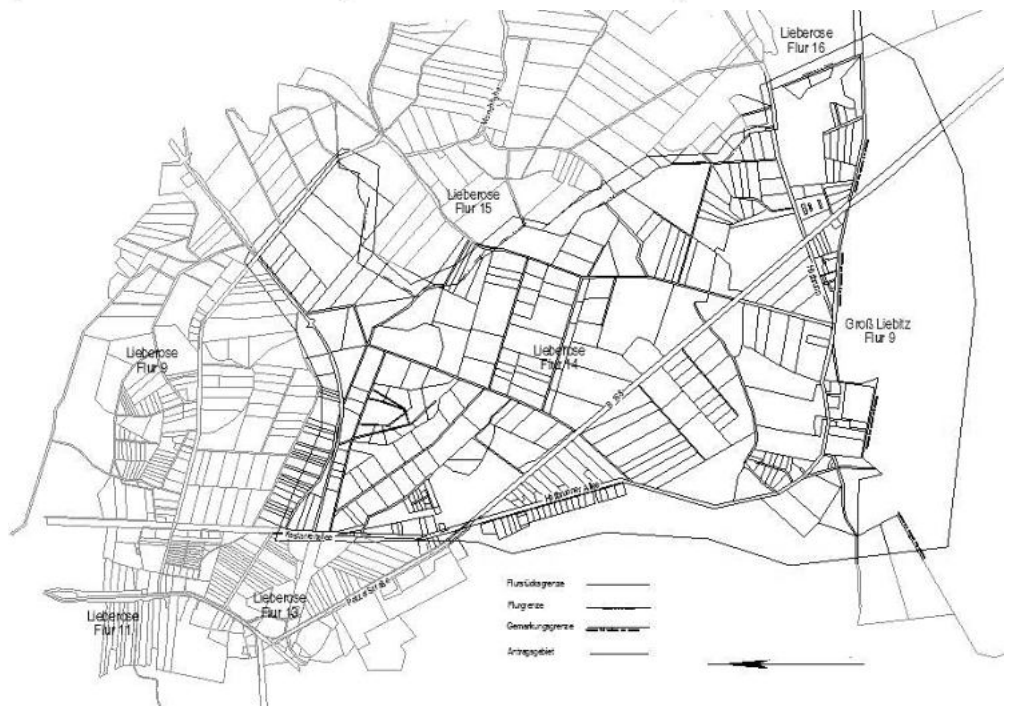 Lieberose
Flur 16
Lieberose
Flur 15
Groß Liebitz
Flur 9
Lieberose
Flur 9
Lieberose
Flur 14
Lieberose
Flur 11
Lieberose
Flur 13
Flurstücksgrenze
Flurgrenze
Gemarkungsgrenze
Antragsgebiet